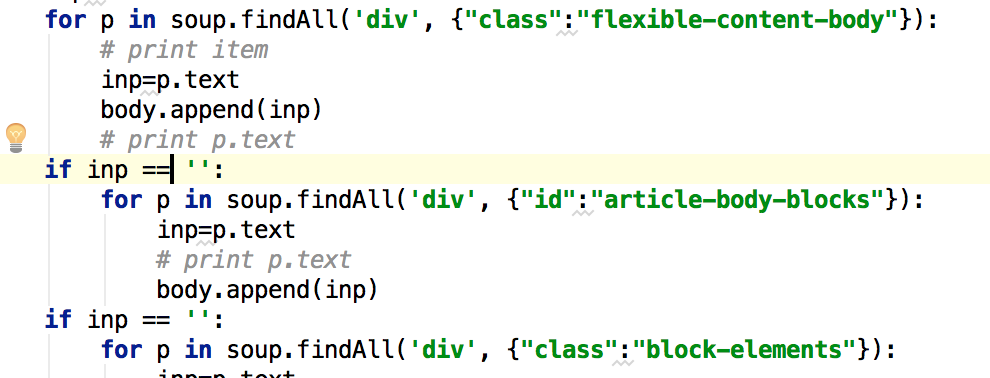 for p in soup.findAll('div', {"class":"flexible-content-body"}):
# print item
inp=p.text
body.append(inp)
# print p.text
if inp == '':
for p in soup.findAll('div', {"id":"article-body-blocks"}):
inp=p.text
# print p.text
body.append(inp)
if inp == '':
for p in soup.findAll('div', {"class":"block-elements"}):
inp=p.text